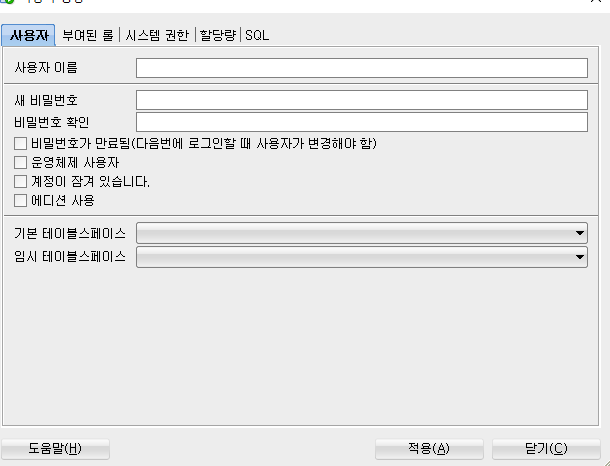 사용자 부여된 롤 시스템 권한 할당량 SQL
사용자 이름
새 비밀번호
비밀번호 확인
비밀번호가 만료됨(다음번에 로그인할 때 사용자가 변경해야 함)
운영체제 사용자
계정이 잠겨 있습니다.
에디션 사용
기본 테이블스페이스
임시 테이블스페이스
도움말(H) 적용(A) 닫기(C)